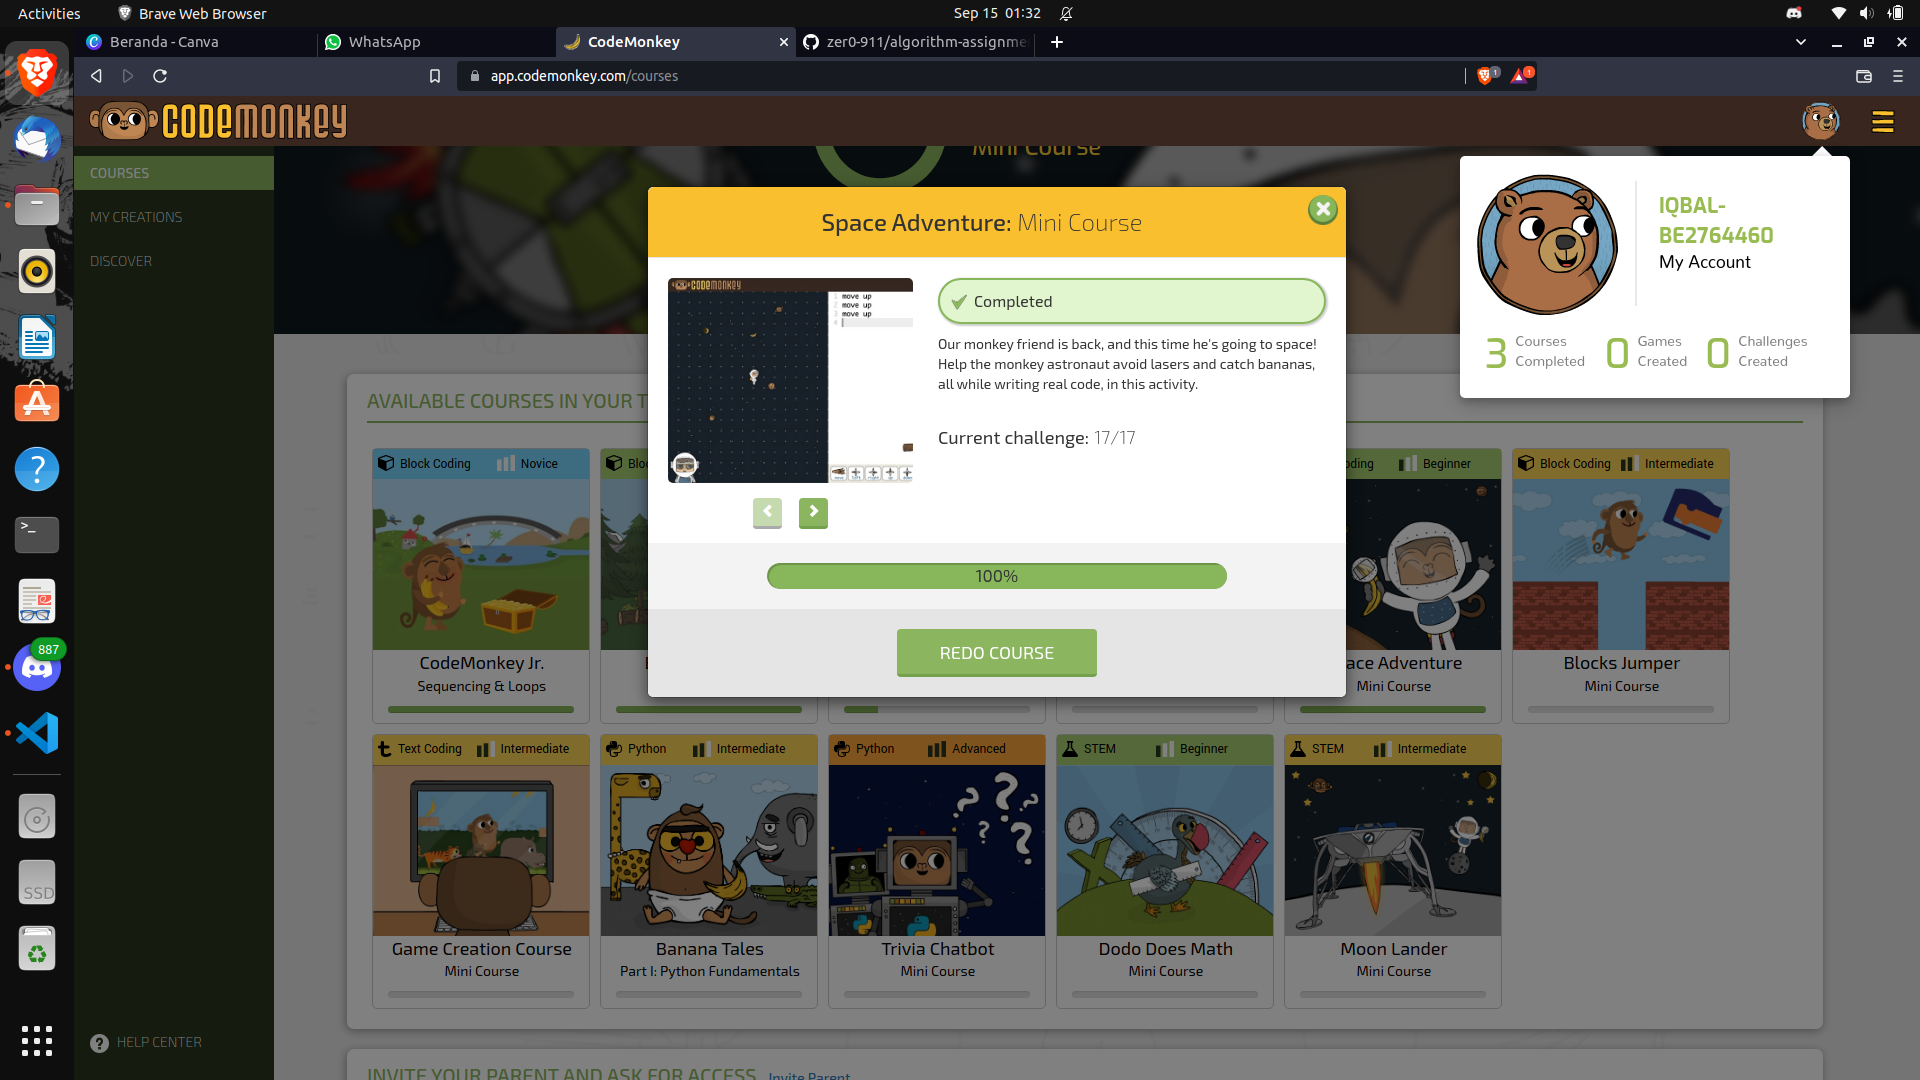 Activities
Brave Web Browser
Sep 15 01:32
Beranda - Canva
WhatsApp
CodeMonkey
zer0-911/algorithm-assignme
app.codemonkey.com/courses
1
1
CODEMONKEY
COURSES
MY CREATIONS
DISCOVER
HELP CENTER
Mini Course
Space Adventure: Mini Course
CODEMONKEY
1 move up
2 move up
3 move up
4
Completed
Our monkey friend is back, and this time he's going to space!
Help the monkey astronaut avoid lasers and catch bananas,
all while writing real code, in this activity.
Current challenge: 17/17
100%
REDO COURSE
IQBAL-
BE2764460
My Account
3 Courses Completed
0 Games Created
0 Challenges Created
AVAILABLE COURSES IN YOUR T
Block Coding Novice
CodeMonkey Jr.
Sequencing & Loops
Blo
oding Beginner
ace Adventure
Mini Course
Block Coding Intermediate
Blocks Jumper
Mini Course
Text Coding Intermediate
Game Creation Course
Mini Course
Python Intermediate
Banana Tales
Part I: Python Fundamentals
Python Advanced
Trivia Chatbot
Mini Course
STEM Beginner
Dodo Does Math
Mini Course
STEM Intermediate
Moon Lander
Mini Course
INVITE YOUR PARENT AND ASK FOR ACCESS Invite Parent
887
SSD